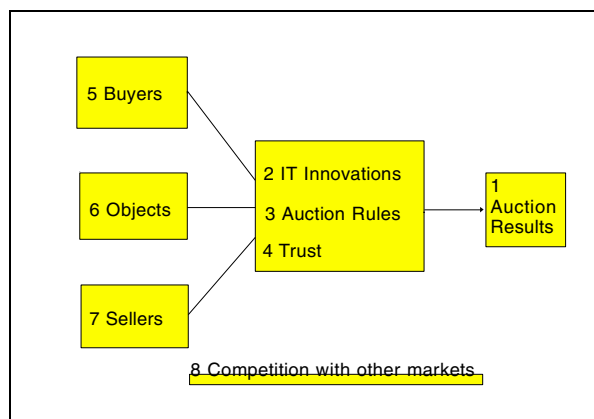 5 Buyers
2 IT Innovations
6 Objects
3 Auction Rules
4 Trust
1
Auction
Results
7 Sellers
8 Competition with other markets